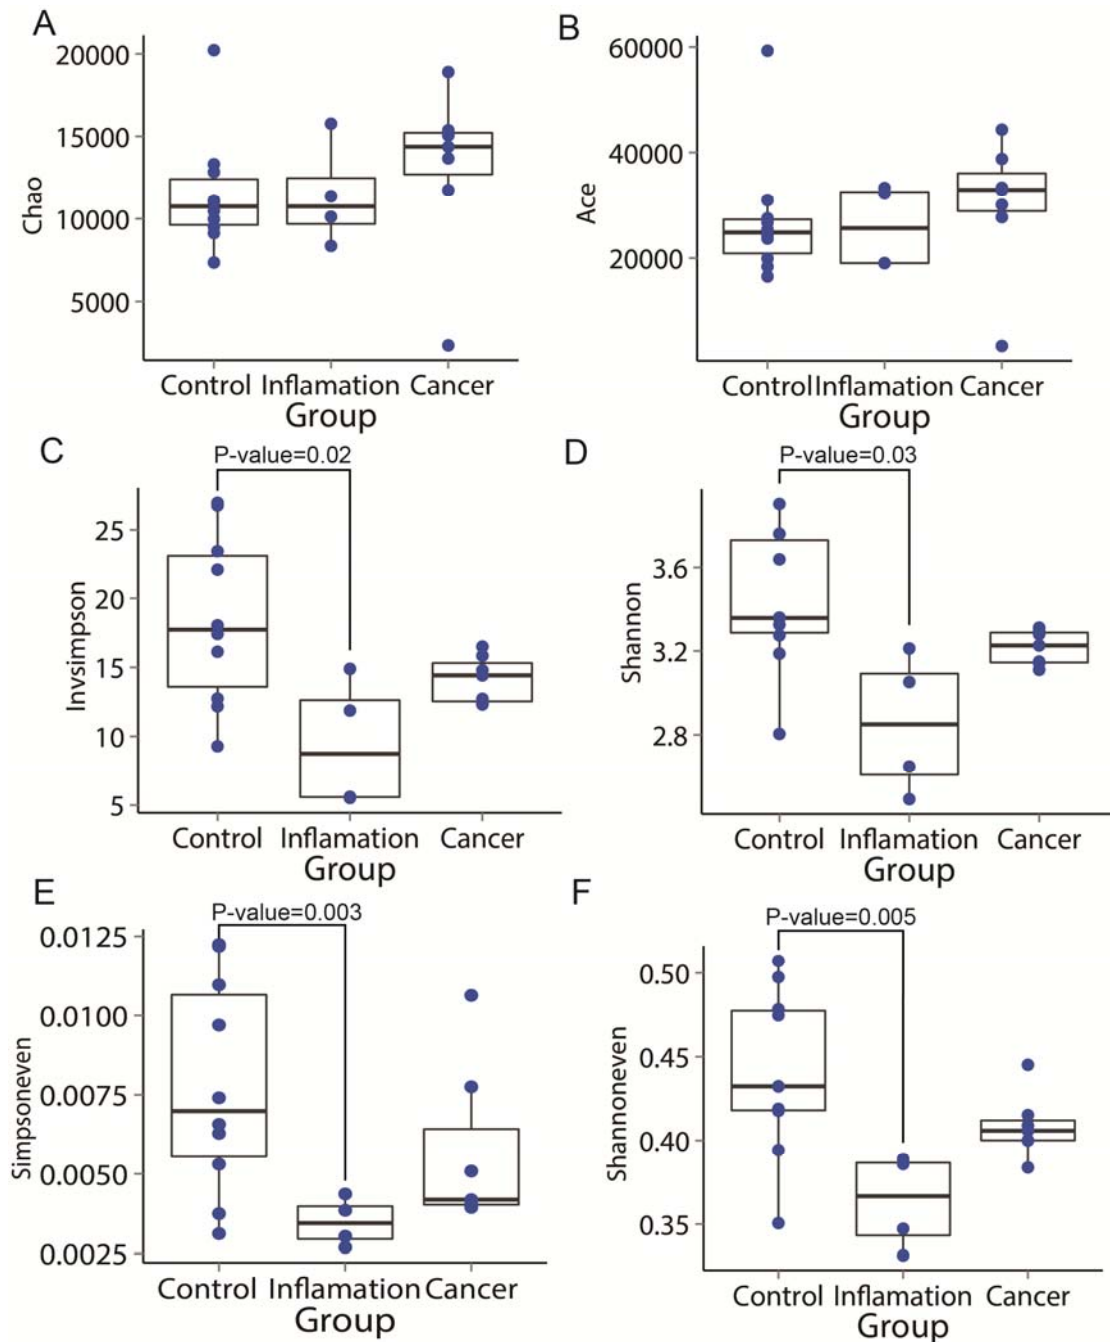 A
20000
15000
10000
5000
Chao
Control Inflamation Cancer
Group
B
60000
40000
20000
Ace
Control Inflamation Cancer
Group
C
P-value=0.02
25
20
15
10
5
Invsimpson
Control Inflamation Cancer
Group
D
P-value=0.03
3.6
3.2
2.8
Shannon
Control Inflamation Cancer
Group
E
P-value=0.003
0.0125
0.0100
0.0075
0.0050
0.0025
Simpsoneven
Control Inflamation Cancer
Group
F
P-value=0.005
0.50
0.45
0.40
0.35
Shannoneven
Control Inflamation Cancer
Group